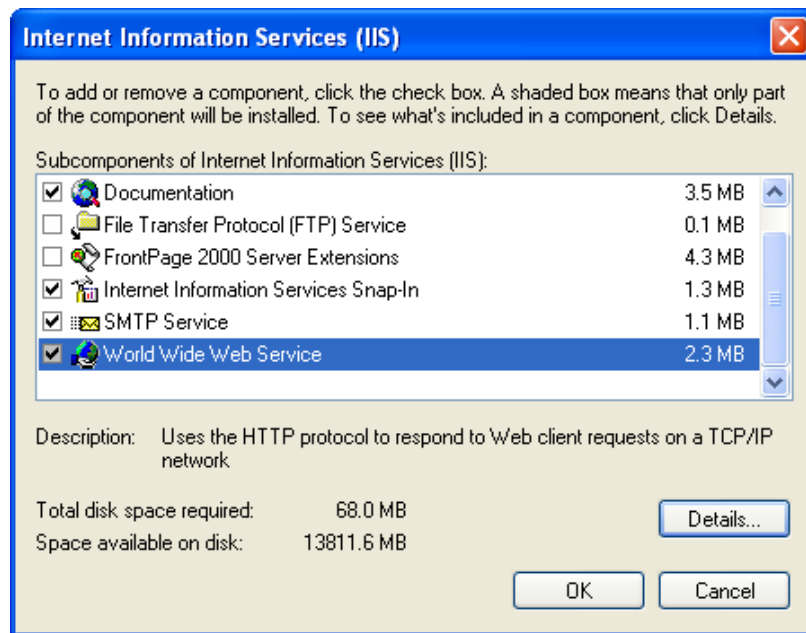 Internet Information Services (IIS)
To add or remove a component, click the check box. A shaded box means that only part
of the component will be installed. To see what's included in a component, click Details.
Subcomponents of Internet Information Services (IIS):
Documentation 3.5 MB
File Transfer Protocol (FTP) Service 0.1 MB
FrontPage 2000 Server Extensions 4.3 MB
Internet Information Services Snap-In 1.3 MB
SMTP Service 1.1 MB
World Wide Web Service 2.3 MB
Description: Uses the HTTP protocol to respond to Web client requests on a TCP/IP
network
Total disk space required: 68.0 MB
Space available on disk: 13811.6 MB
Details...
OK Cancel